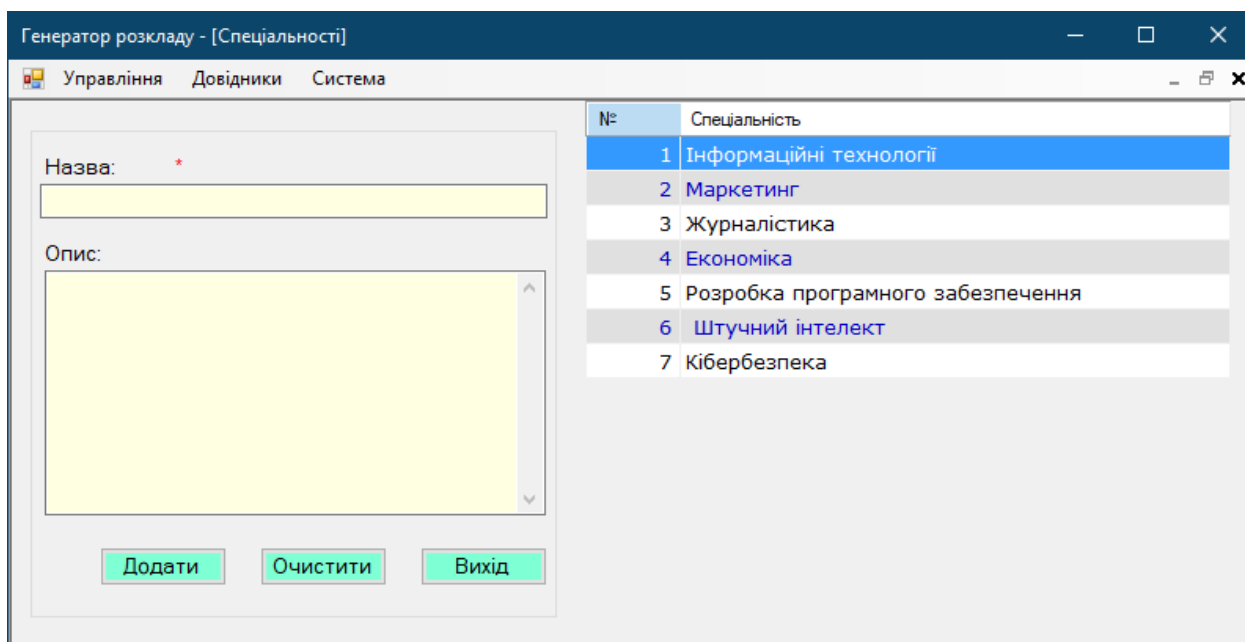 Генератор розкладу - [Спеціальності]
Управління Довідники Система
Назва: *
Опис:
Додати Очистити Вихід
№ Спеціальність
1 Інформаційні технології
2 Маркетинг
3 Журналістика
4 Економіка
5 Розробка програмного забезпечення
6 Штучний інтелект
7 Кібербезпека